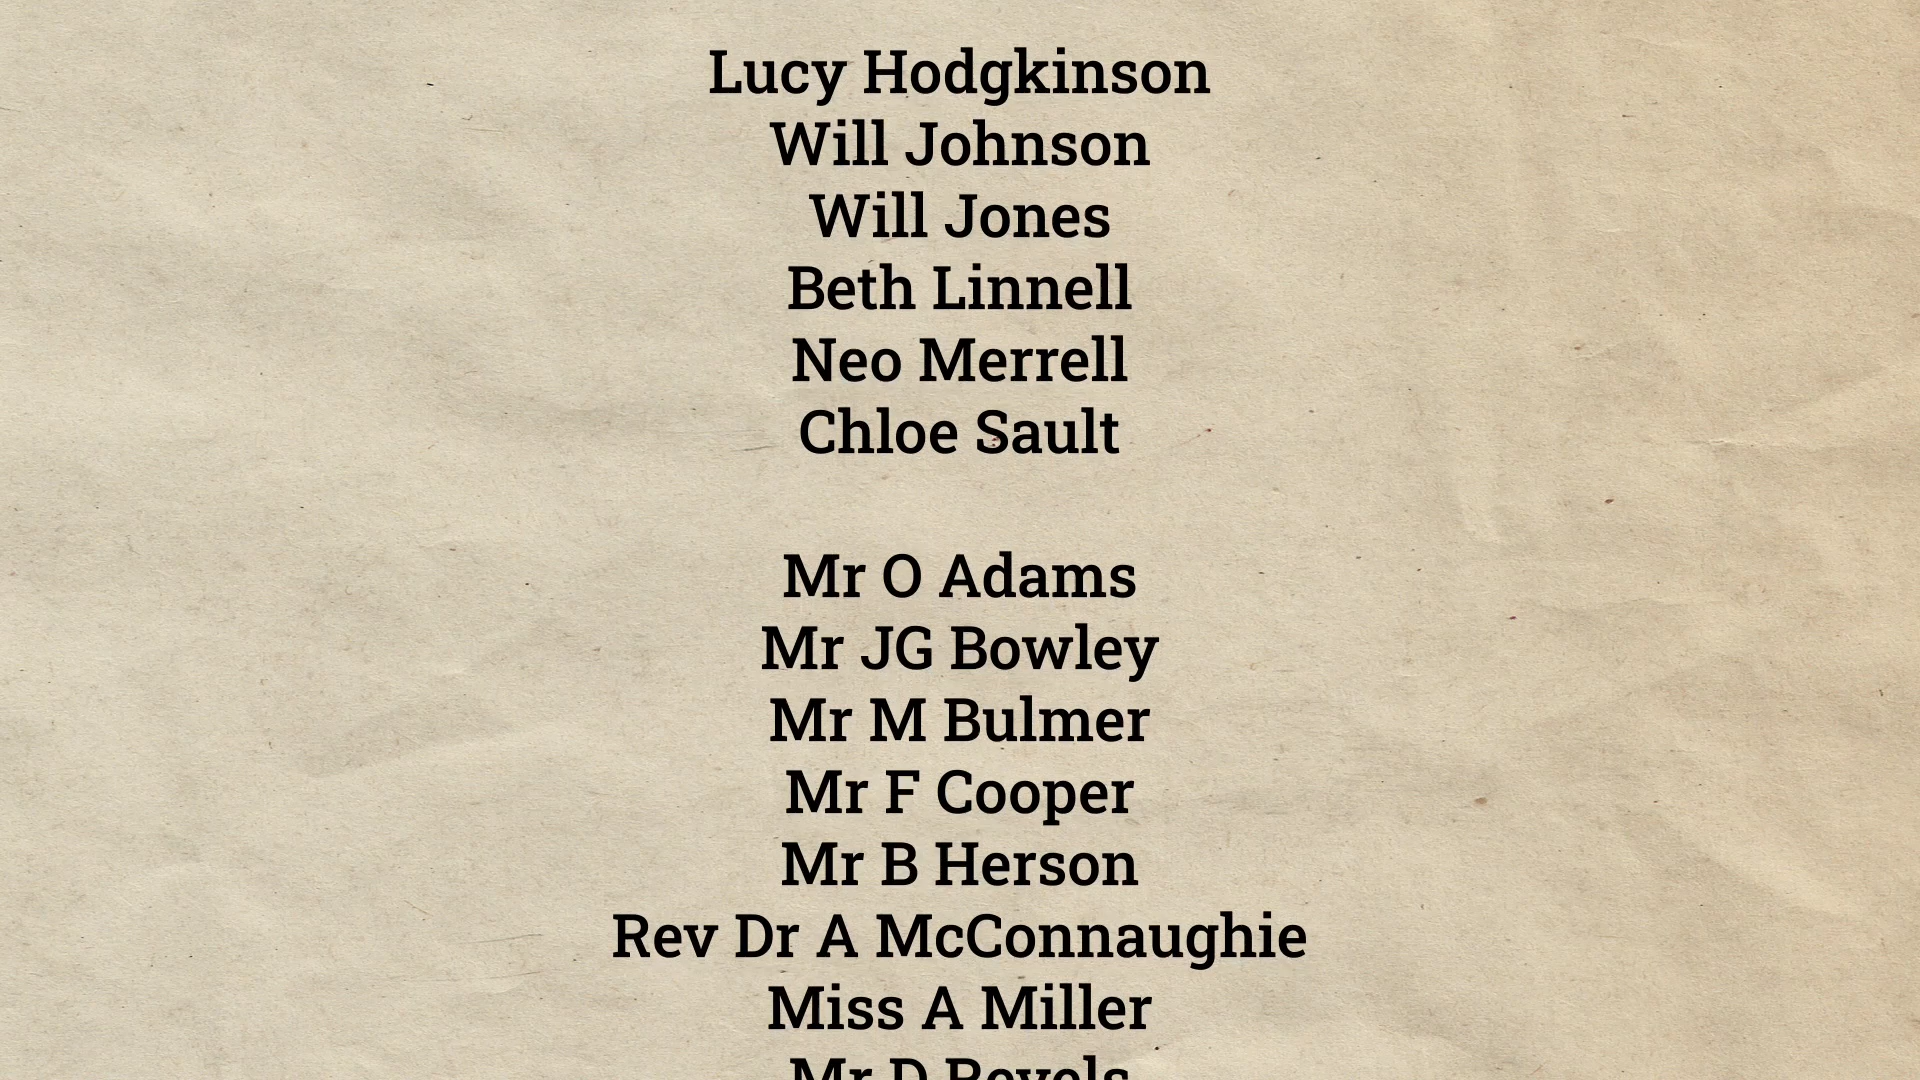 Lucy Hodgkinson
Will Johnson
Will Jones
Beth Linnell
Neo Merrell
Chloe Sault
Mr O Adams
Mr JG Bowley
Mr M Bulmer
Mr F Cooper
Mr B Herson
Rev Dr A McConnaughie
Miss A Miller
Mr D